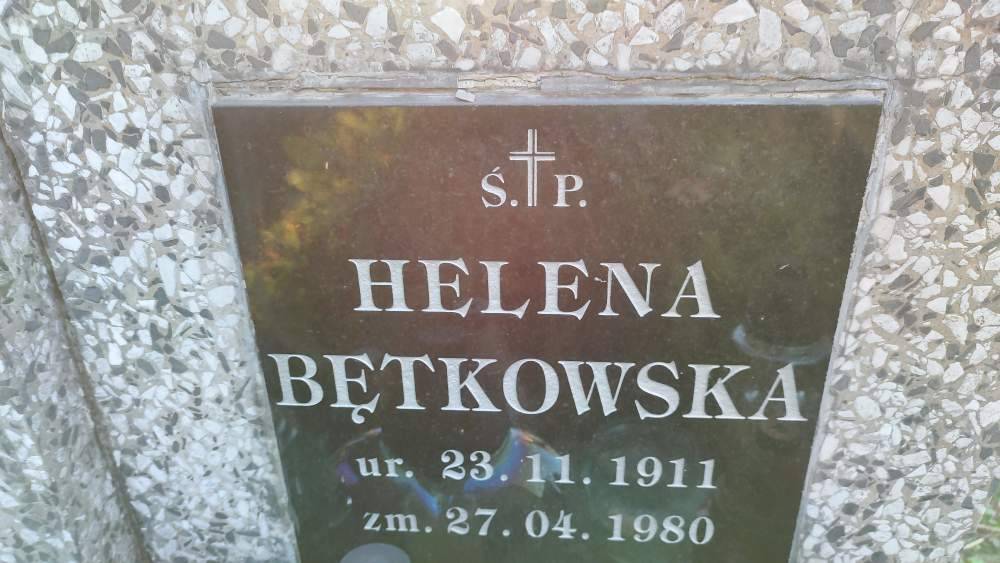 Ś.P.
HELENA
BĘTKOWSKA
ur. 23.11.1911
zm. 27.04.1980